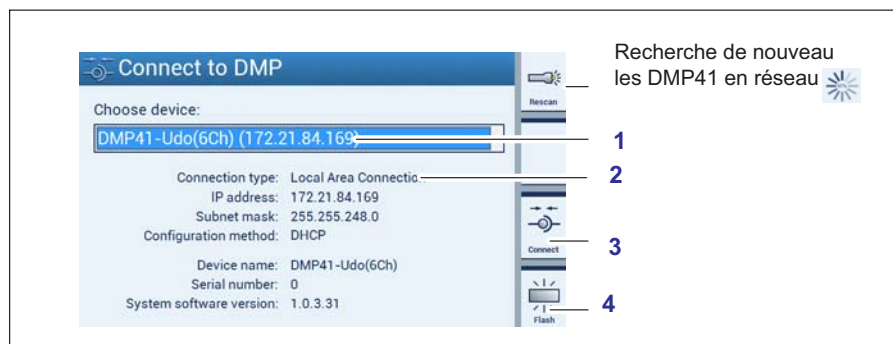 Connect to DMP
Choose device:
DMP41-Udo(6Ch) (172.21.84.169)
Connection type: Local Area Connection
IP address: 172.21.84.169
Subnet mask: 255.255.248.0
Configuration method: DHCP
Device name: DMP41-Udo(6Ch)
Serial number: 0
System software version: 1.0.3.31
Rescan
Connect
Flash
Recherche de nouveau
les DMP41 en réseau
1
2
3
4